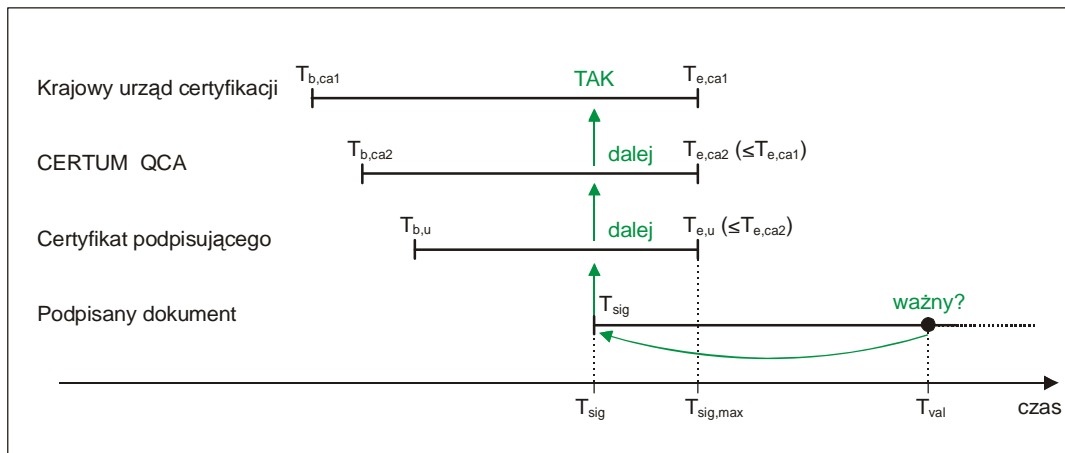 Krajowy urząd certyfikacji T_b,ca1 TAK T_e,ca1
CERTUM QCA T_b,ca2 dalej T_e,ca2 (≤T_e,ca1)
Certyfikat podpisującego T_b,u dalej T_e,u (≤T_e,ca2)
Podpisany dokument T_sig ważny?
T_sig T_sig,max T_val czas